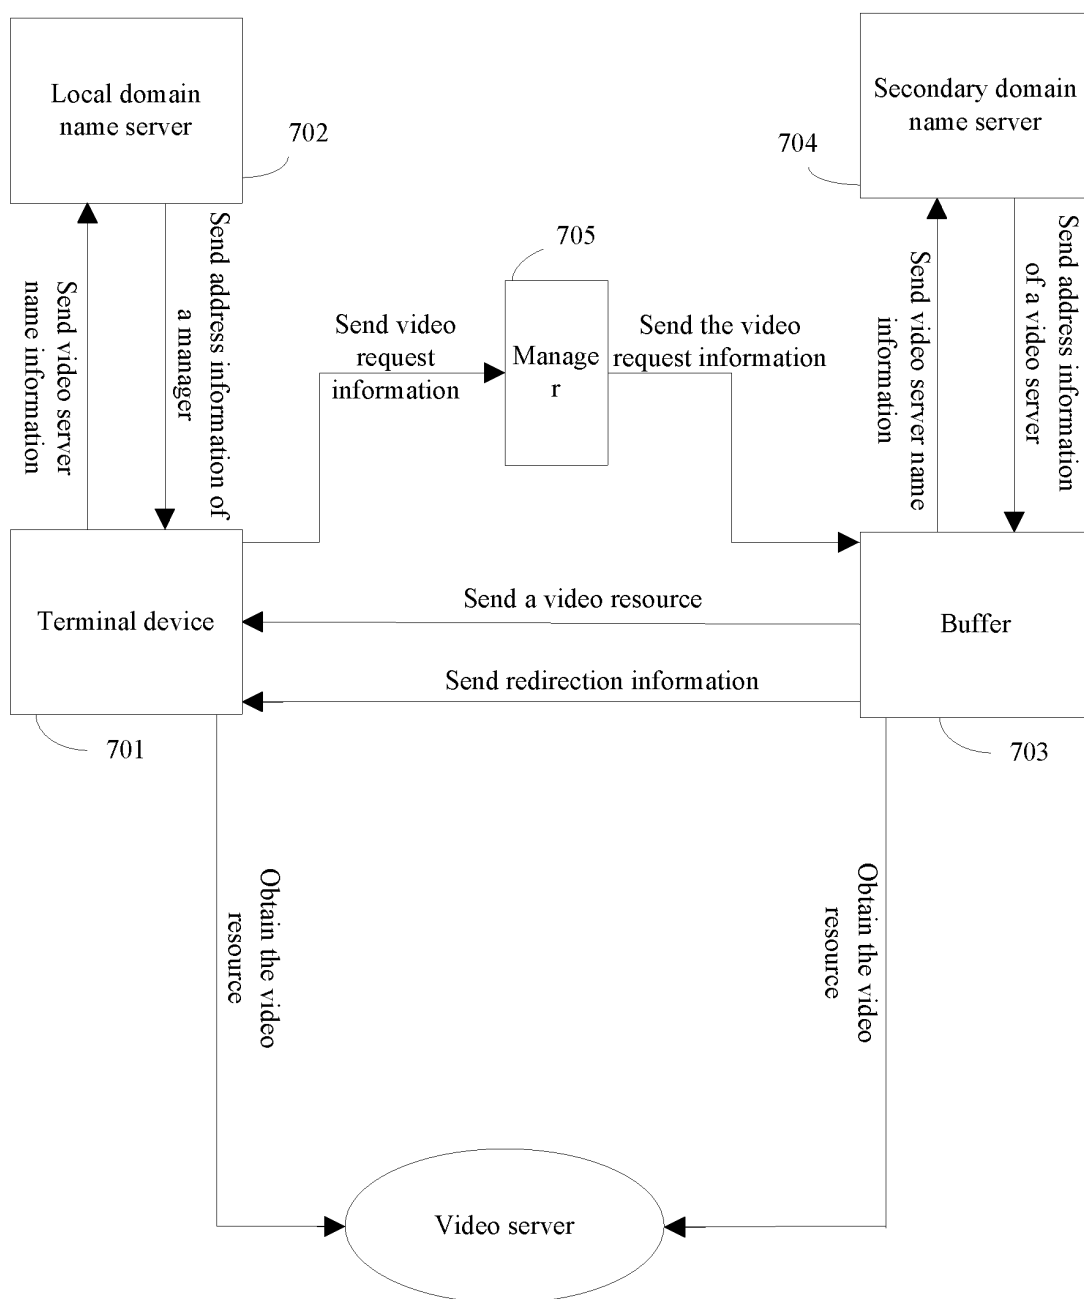 Local domain
name server
702
Secondary domain
name server
704
Send video server
name information
Send address information of
a manager
705
Send video
request
information
Manage
r
Send the video
request information
Send video server name
information
Send address information
of a video server
Terminal device
701
Send a video resource
Send redirection information
Buffer
703
Obtain the video
resource
Obtain the video
resource
Video server